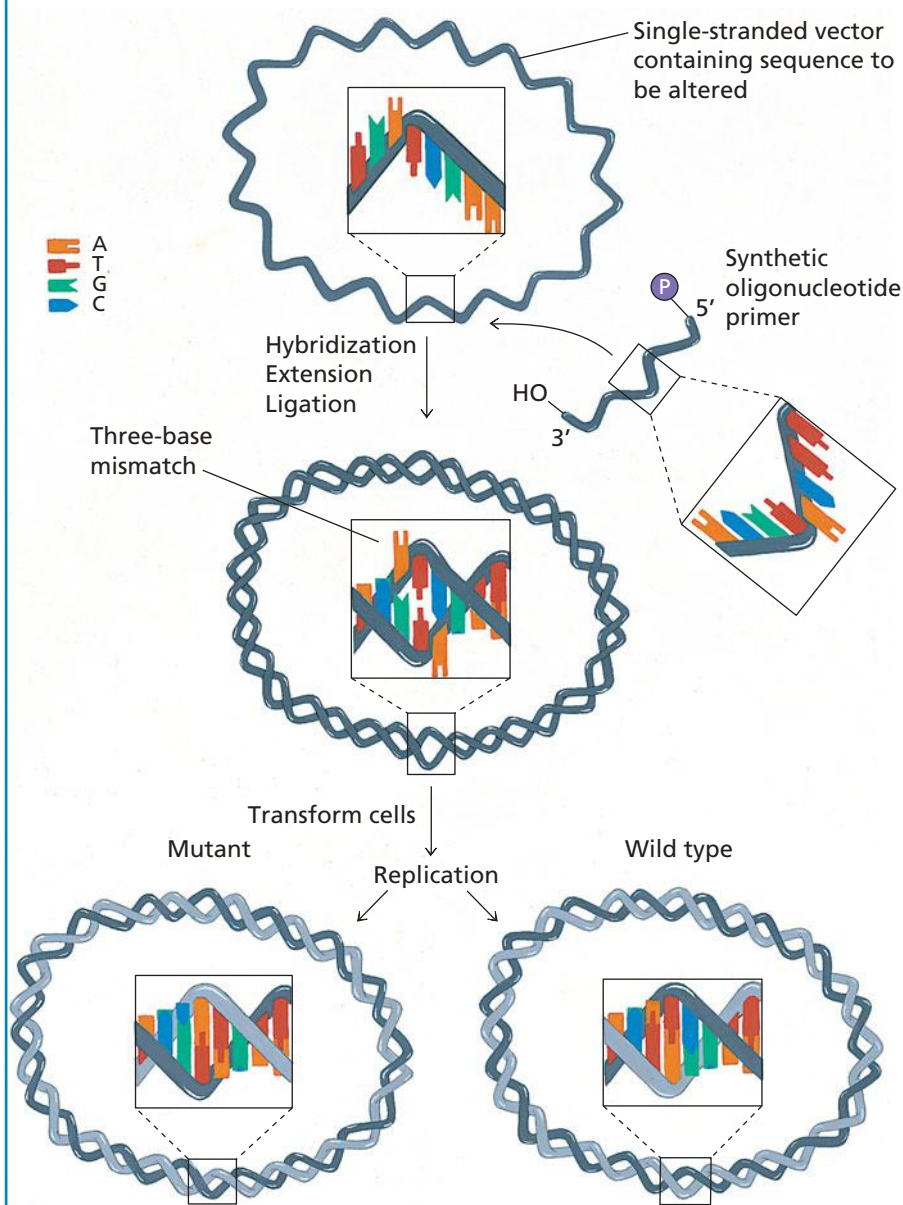 Single-stranded vector
containing sequence to
be altered
A
T
G
C
P
5’
Synthetic
oligonucleotide
primer
HO
3’
Hybridization
Extension
Ligation
Three-base
mismatch
Transform cells
Mutant
Replication
Wild type